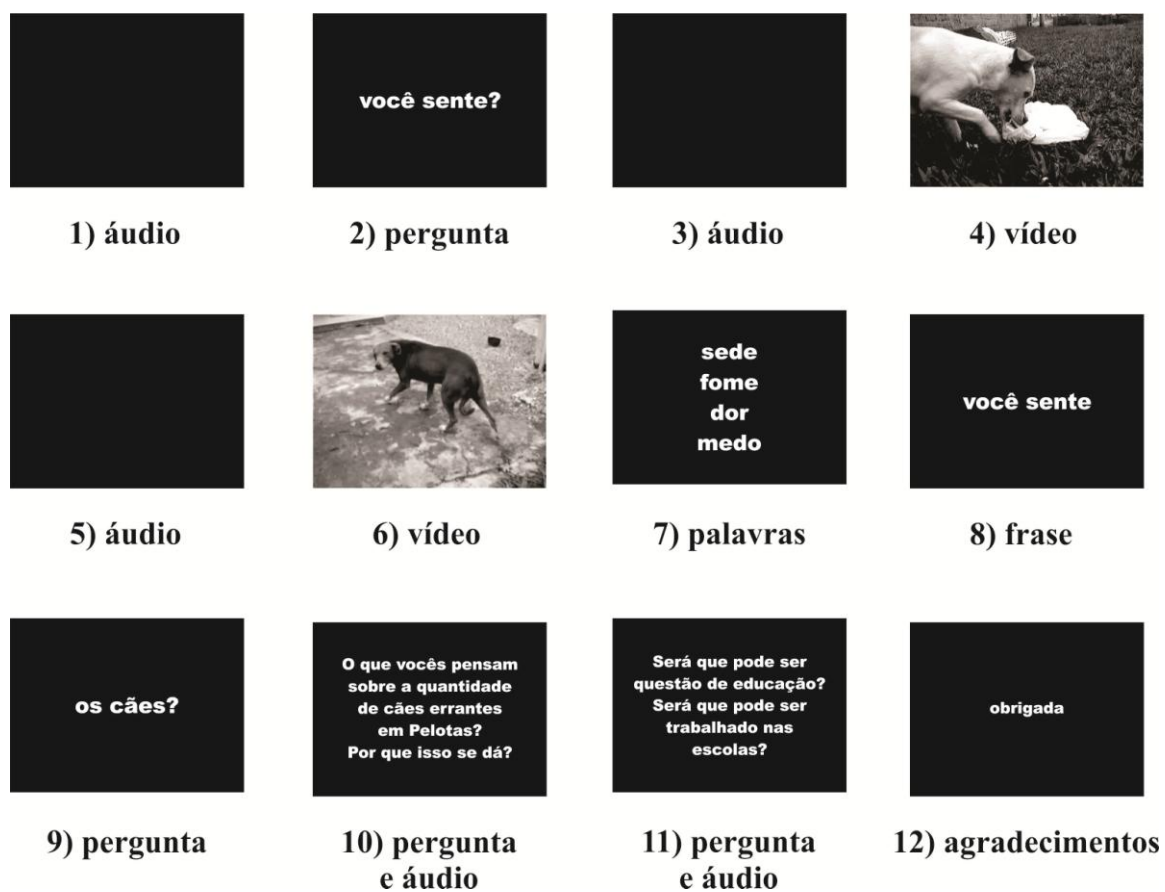 você sente?
1) áudio
2) pergunta
3) áudio
4) vídeo
sede
fome
dor
medo
você sente
5) áudio
6) vídeo
7) palavras
8) frase
os cães?
O que vocês pensam
sobre a quantidade
de cães errantes
em Pelotas?
Por que isso se dá?
Será que pode ser
questão de educação?
Será que pode ser
trabalhado nas
escolas?
obrigada
9) pergunta
10) pergunta
e áudio
11) pergunta
e áudio
12) agradecimentos